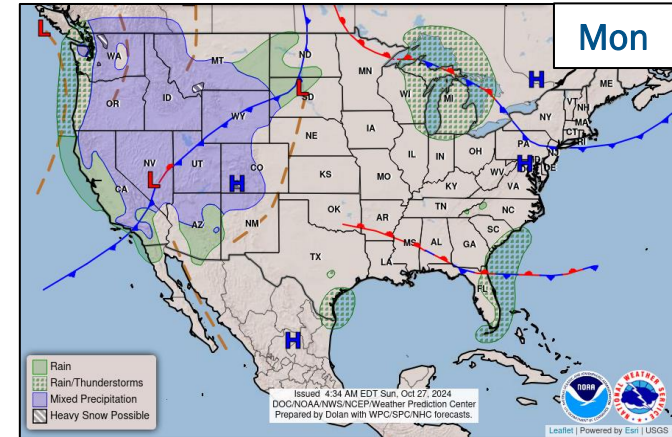 Mon
L
WA
MT
ND
MN
ME
H
OR
ID
WY
L
SD
WI
MI
VT
NH
NY
MA
CT
RI
NE
IA
PA
NJ
NV
UT
CO
IL
IN
OH
H
DE
WV
VA
L
H
CA
KS
MO
KY
AZ
NM
OK
AR
TN
NC
SC
TX
LA
MS
AL
GA
FL
H
Rain
Rain/Thunderstorms
Mixed Precipitation
Heavy Snow Possible
Issued 4:34 AM EDT Sun, Oct 27, 2024
DOC/NOAA/NWS/NCEP/Weather Prediction Center
Prepared by Dolan with WPC/SPC/NHC forecasts.
NOAA
NATIONAL WEATHER SERVICE
Leaflet | Powered by Esri | USGS